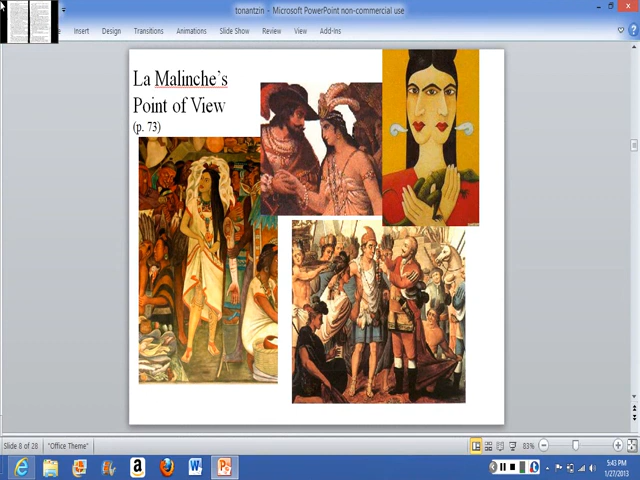 tonantzin - Microsoft PowerPoint non-commercial use
Insert Design Transitions Animations Slide Show Review View Add-Ins
La Malinche's
Point of View
(p. 73)
Slide 8 of 28 "Office Theme" 83%
5:43 PM
1/27/2013